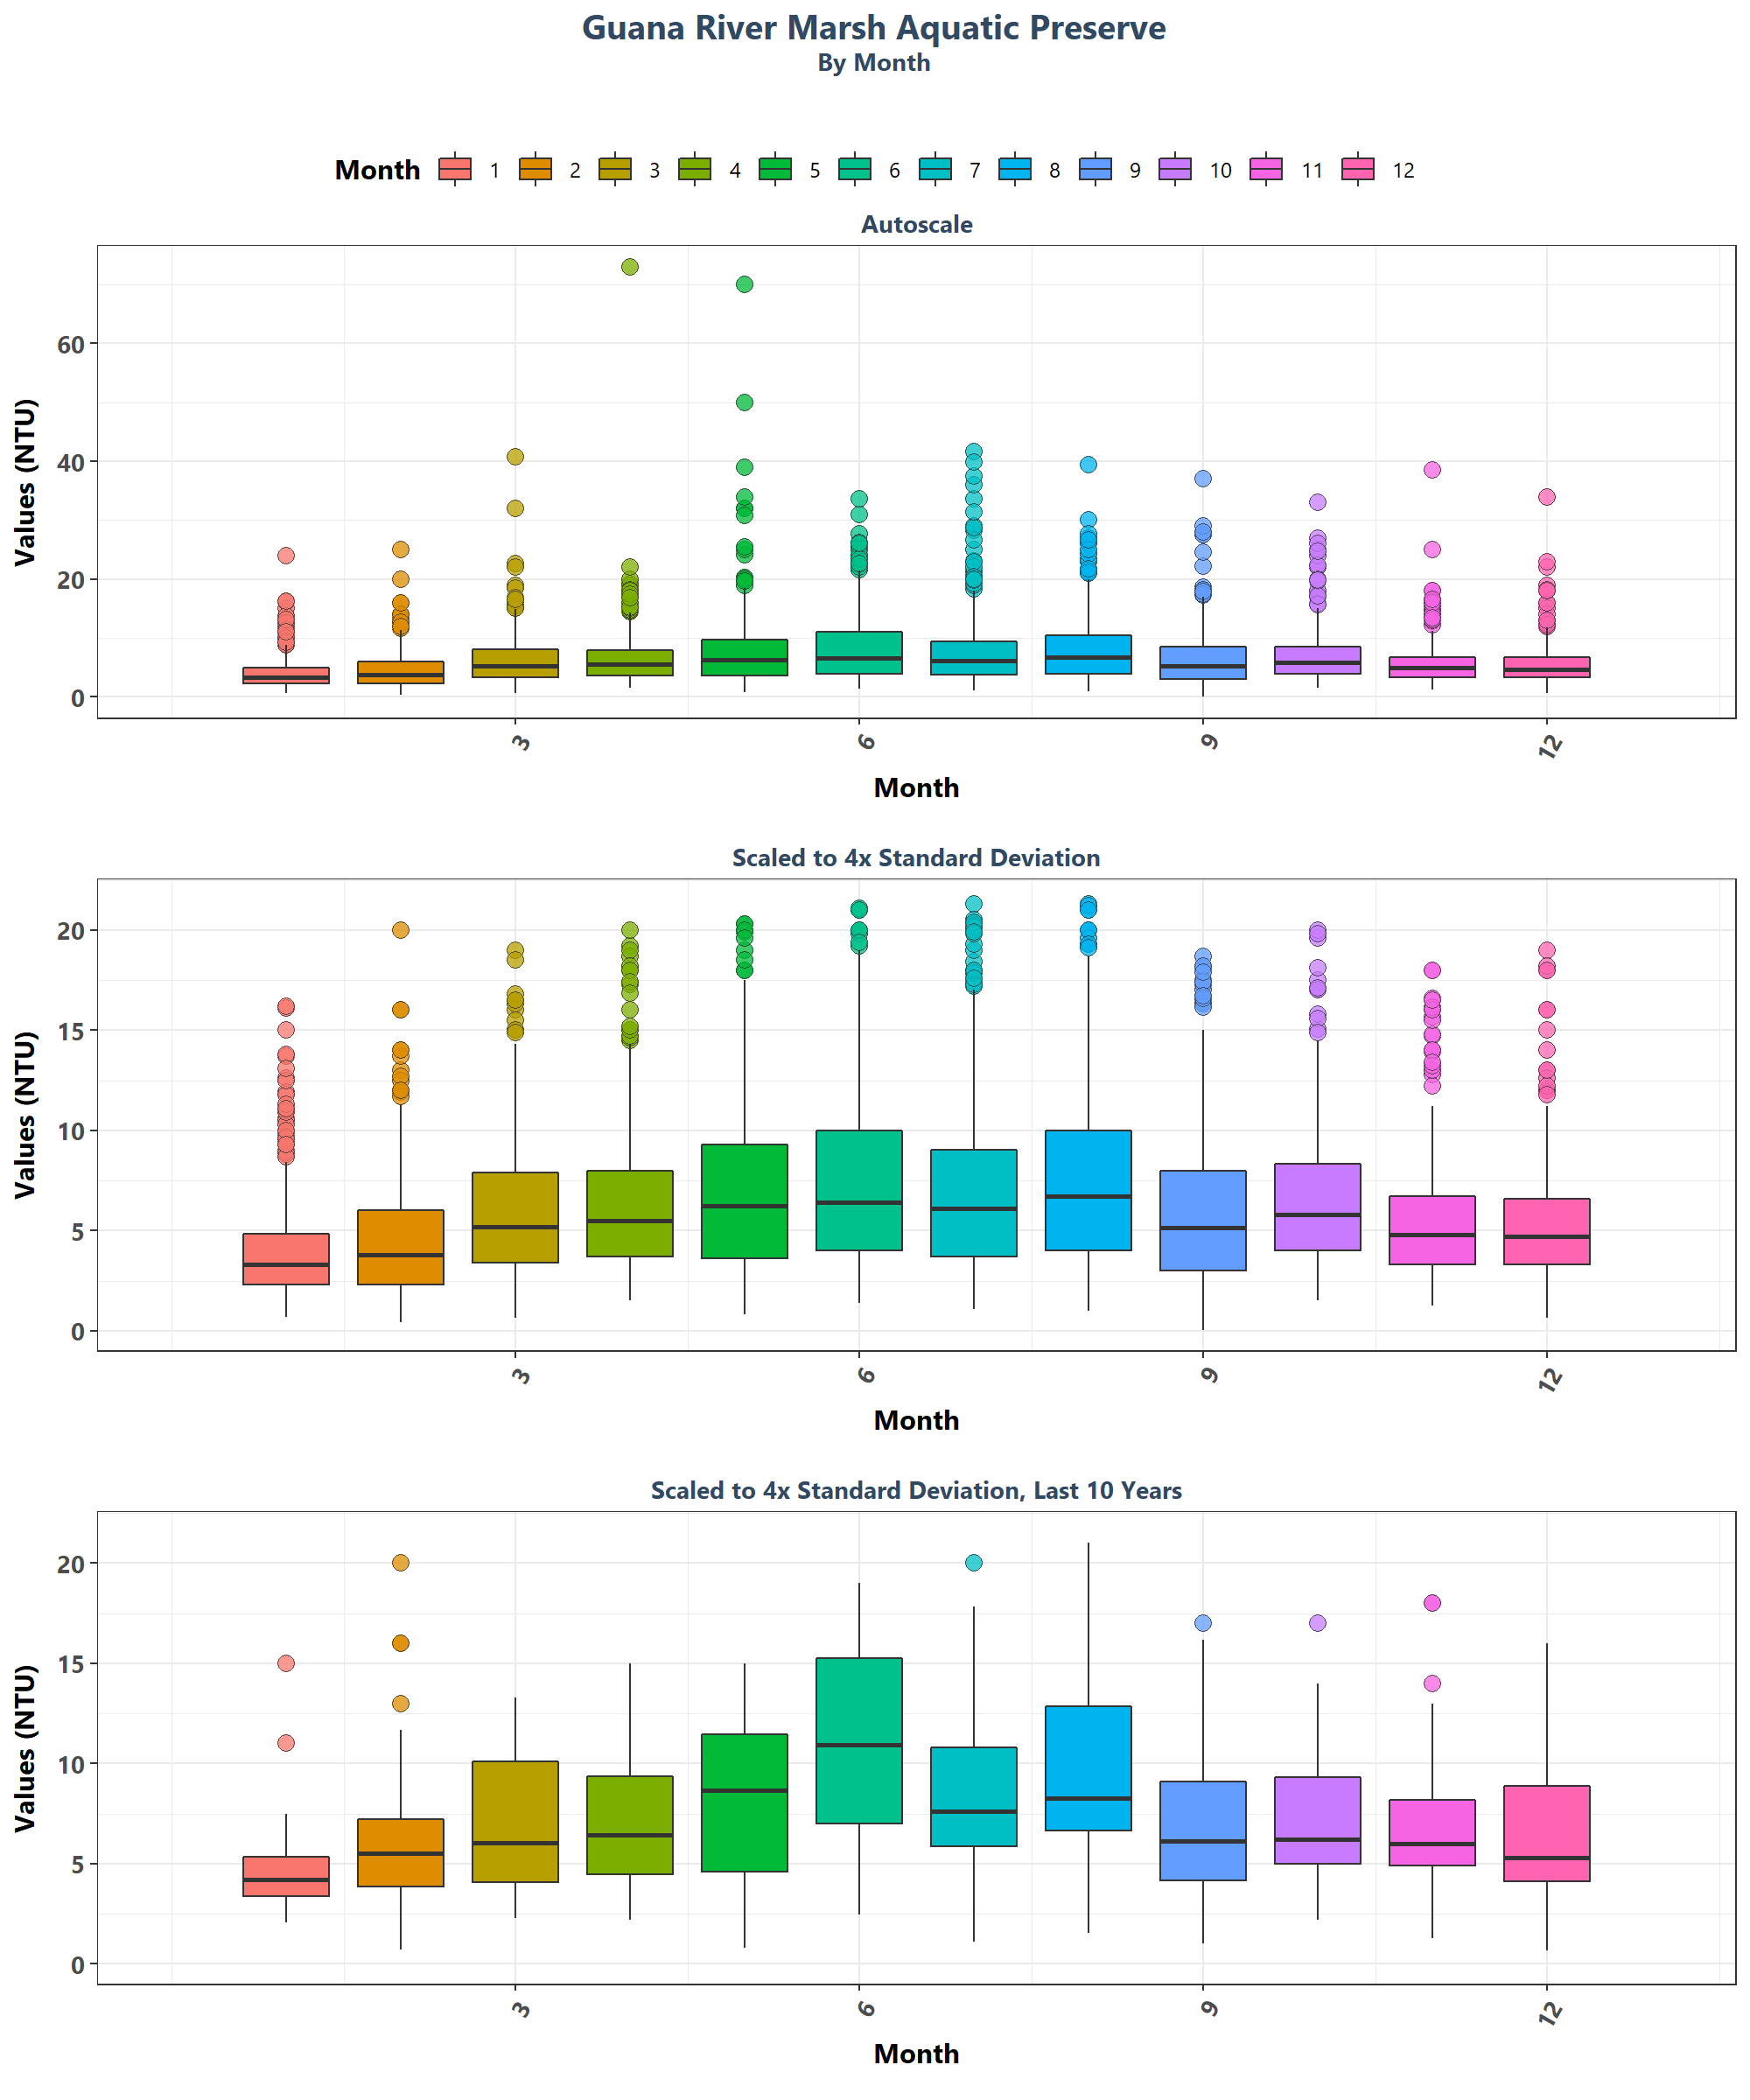 Guana River Marsh Aquatic Preserve
By Month
Month 1 2 3 4 5 6 7 8 9 10 11 12
Autoscale
Values (NTU)
60
40
20
0
3 6 9 12
Month
Scaled to 4x Standard Deviation
Values (NTU)
20
15
10
5
0
3 6 9 12
Month
Scaled to 4x Standard Deviation, Last 10 Years
Values (NTU)
20
15
10
5
0
3 6 9 12
Month